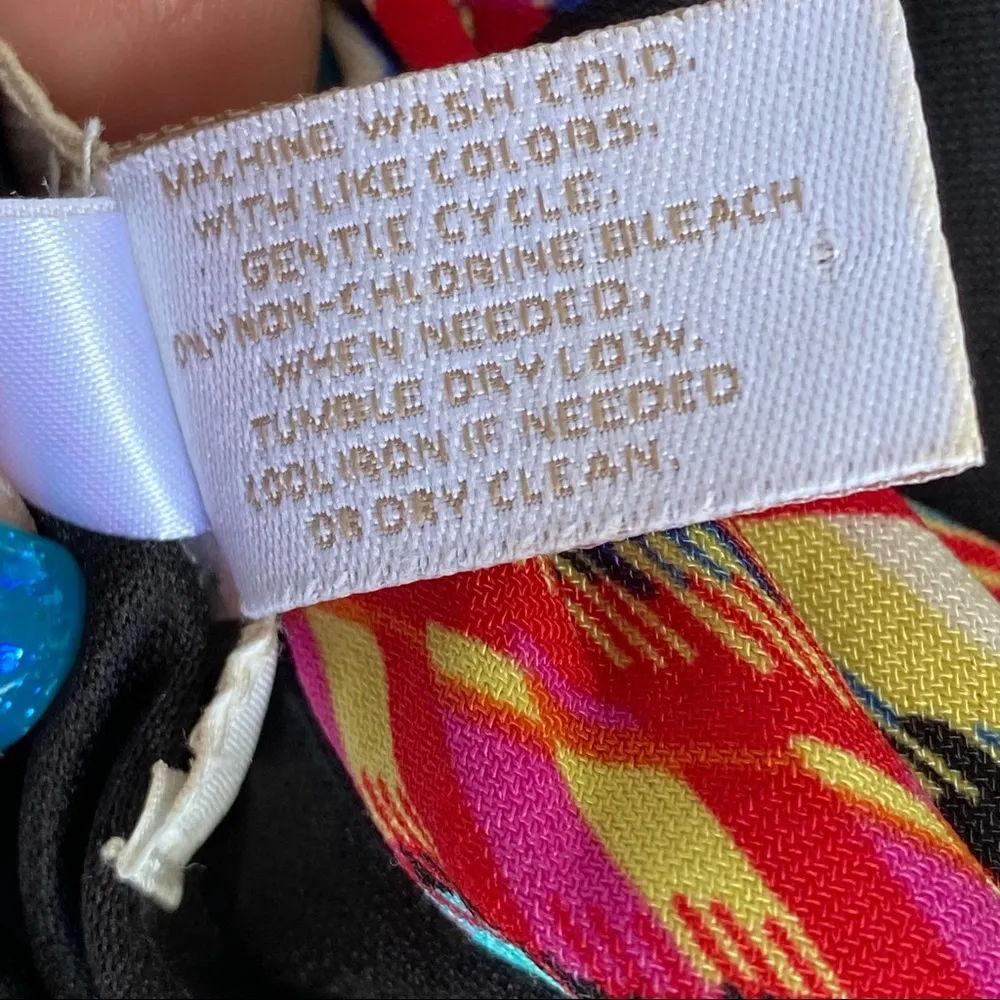 MACHINE WASH COLD,
WITH LIKE COLORS,
GENTLE CYCLE,
ONLY NON-CHLORINE BLEACH
WHEN NEEDED,
TUMBLE DRY LOW.
COOL IRON IF NEEDED
OR DRY CLEAN.